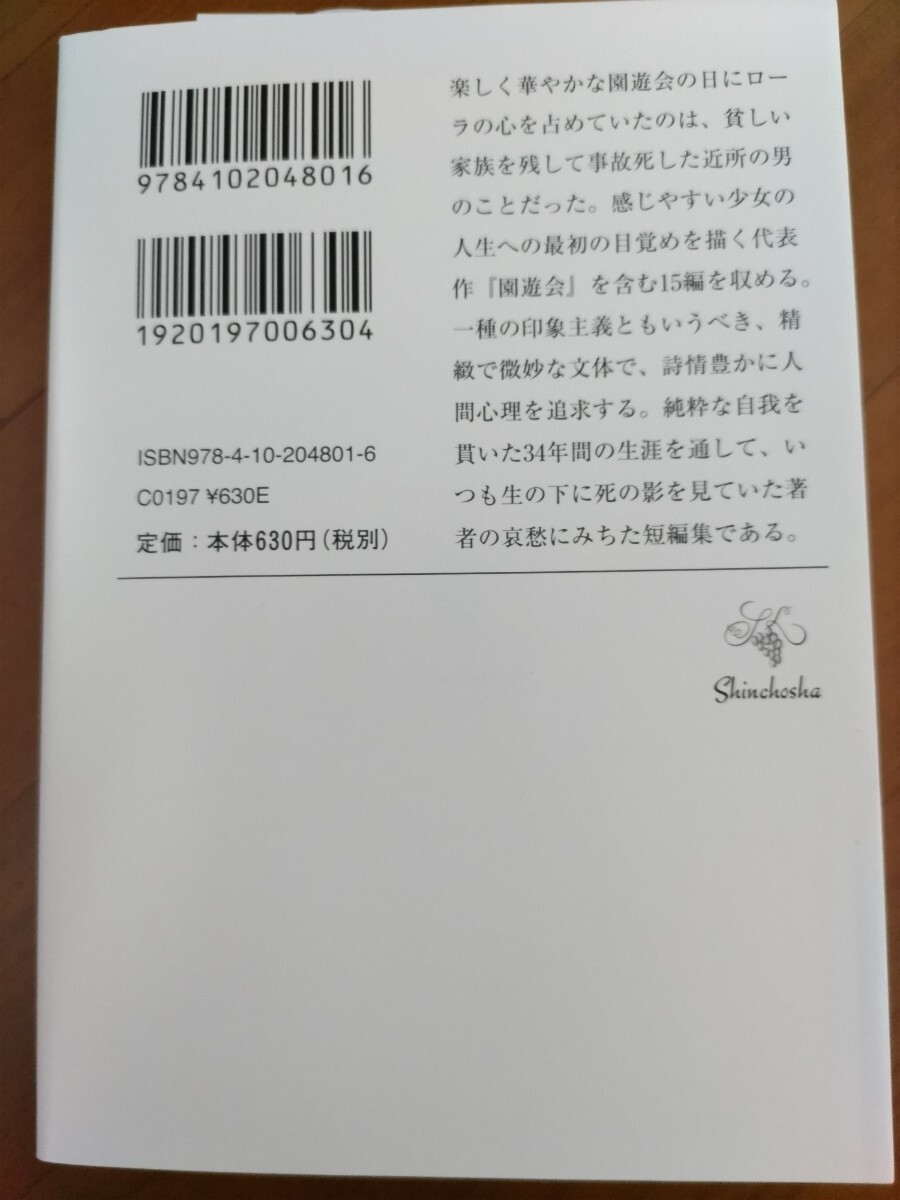 9784102048016
1920197006304
ISBN978-4-10-204801-6
C0197 ¥630E
定価：本体630円(税別)
楽しく華やかな園遊会の日にロー
ラの心を占めていたのは、貧しい
家族を残して事故死した近所の男
のことだった。感じやすい少女の
人生への最初の目覚めを描く代表
作『園遊会』を含む15編を収める。
一種の印象主義ともいうべき、精
緻で微妙な文体で、詩情豊かに人
間心理を追求する。純粋な自我を
貫いた34年間の生涯を通して、い
つも生の下に死の影を見ていた著
者の哀愁にみちた短編集である。
Shinchosha